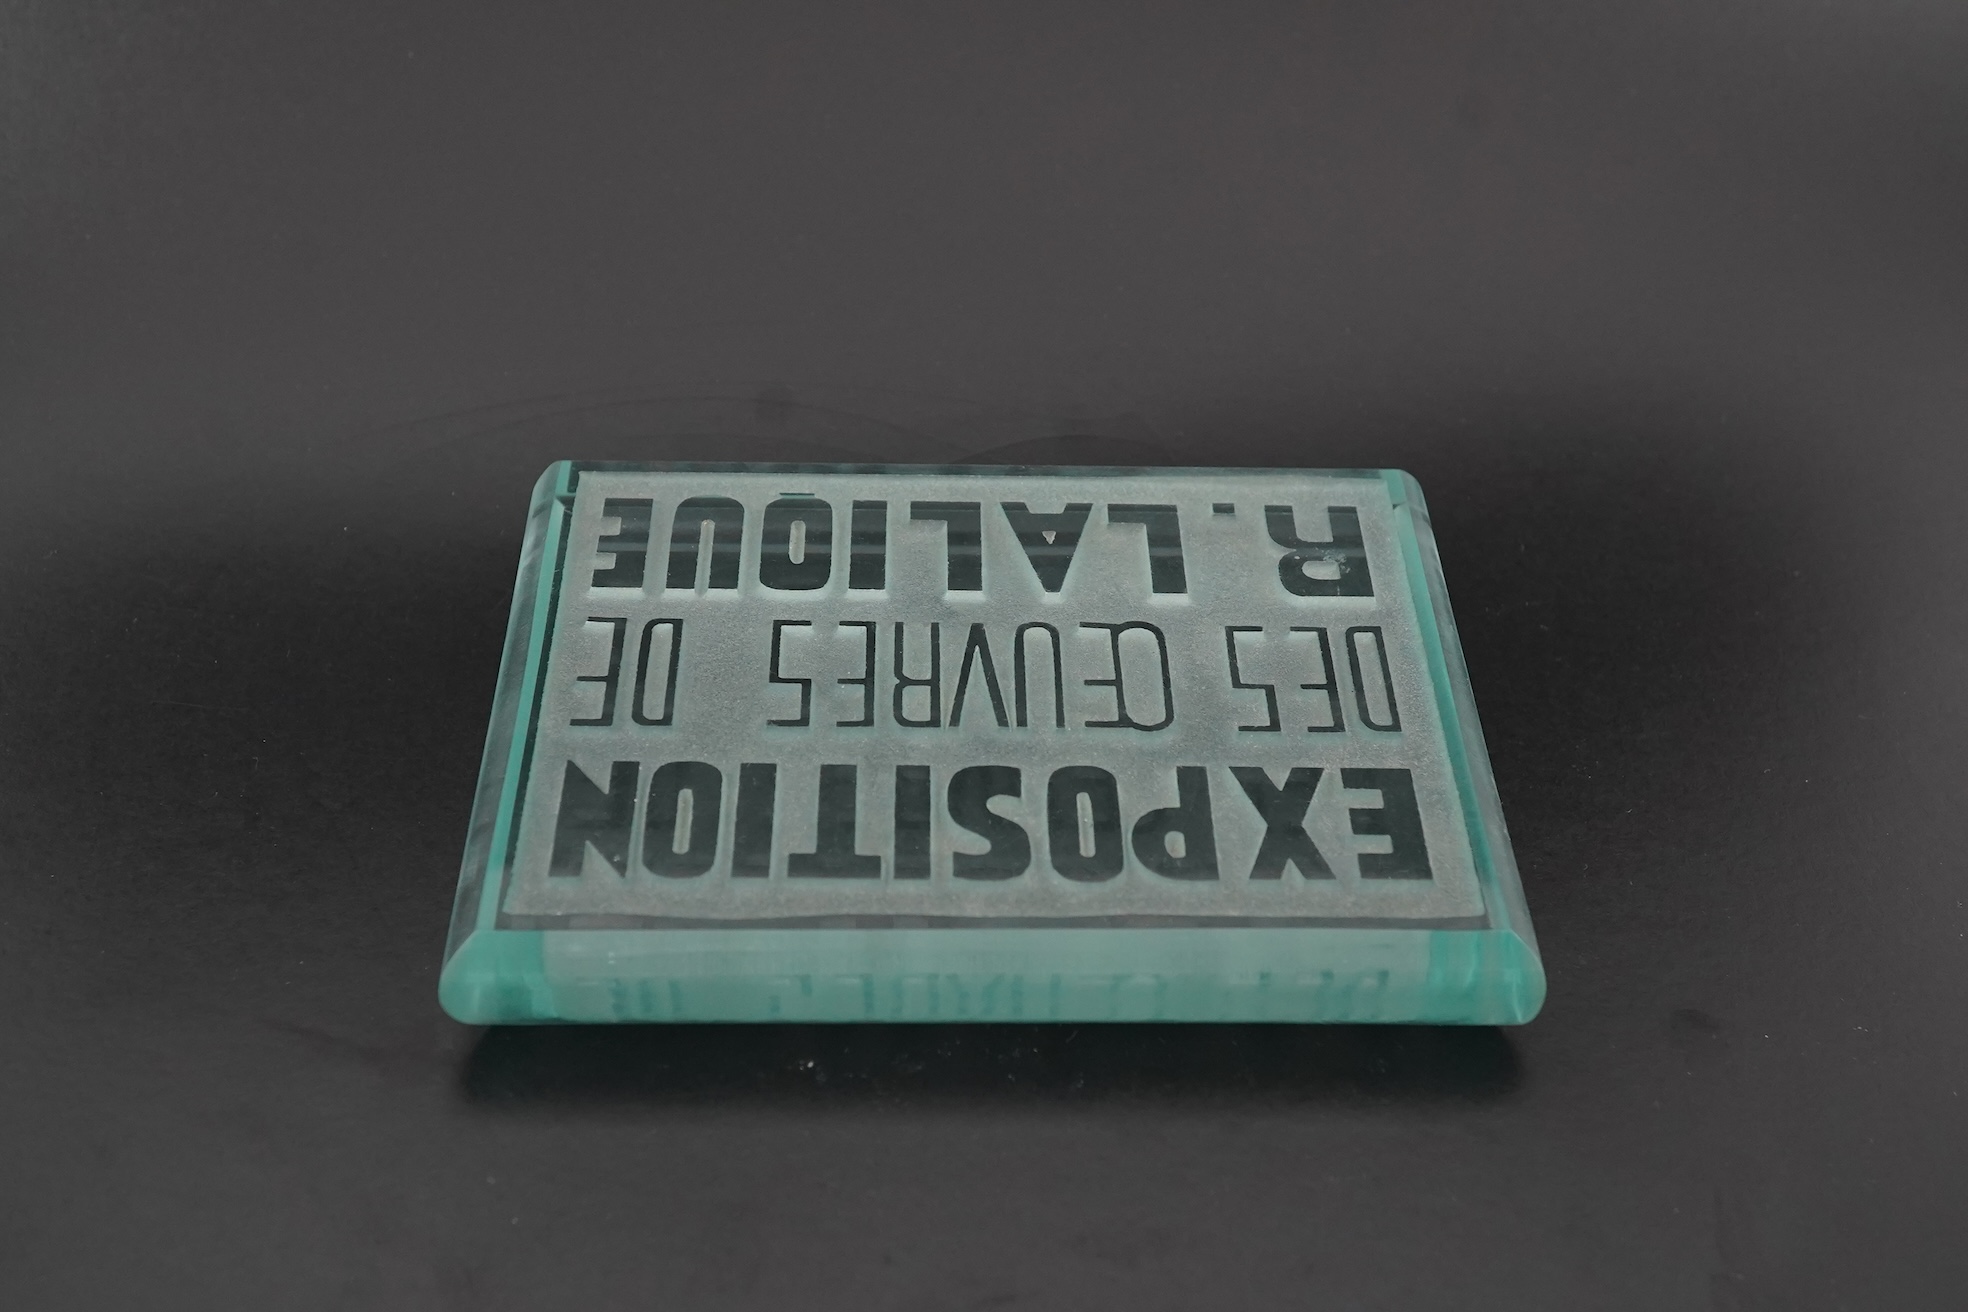 EXPOSITION
DES ŒUVRES DE
R. LALIQUE